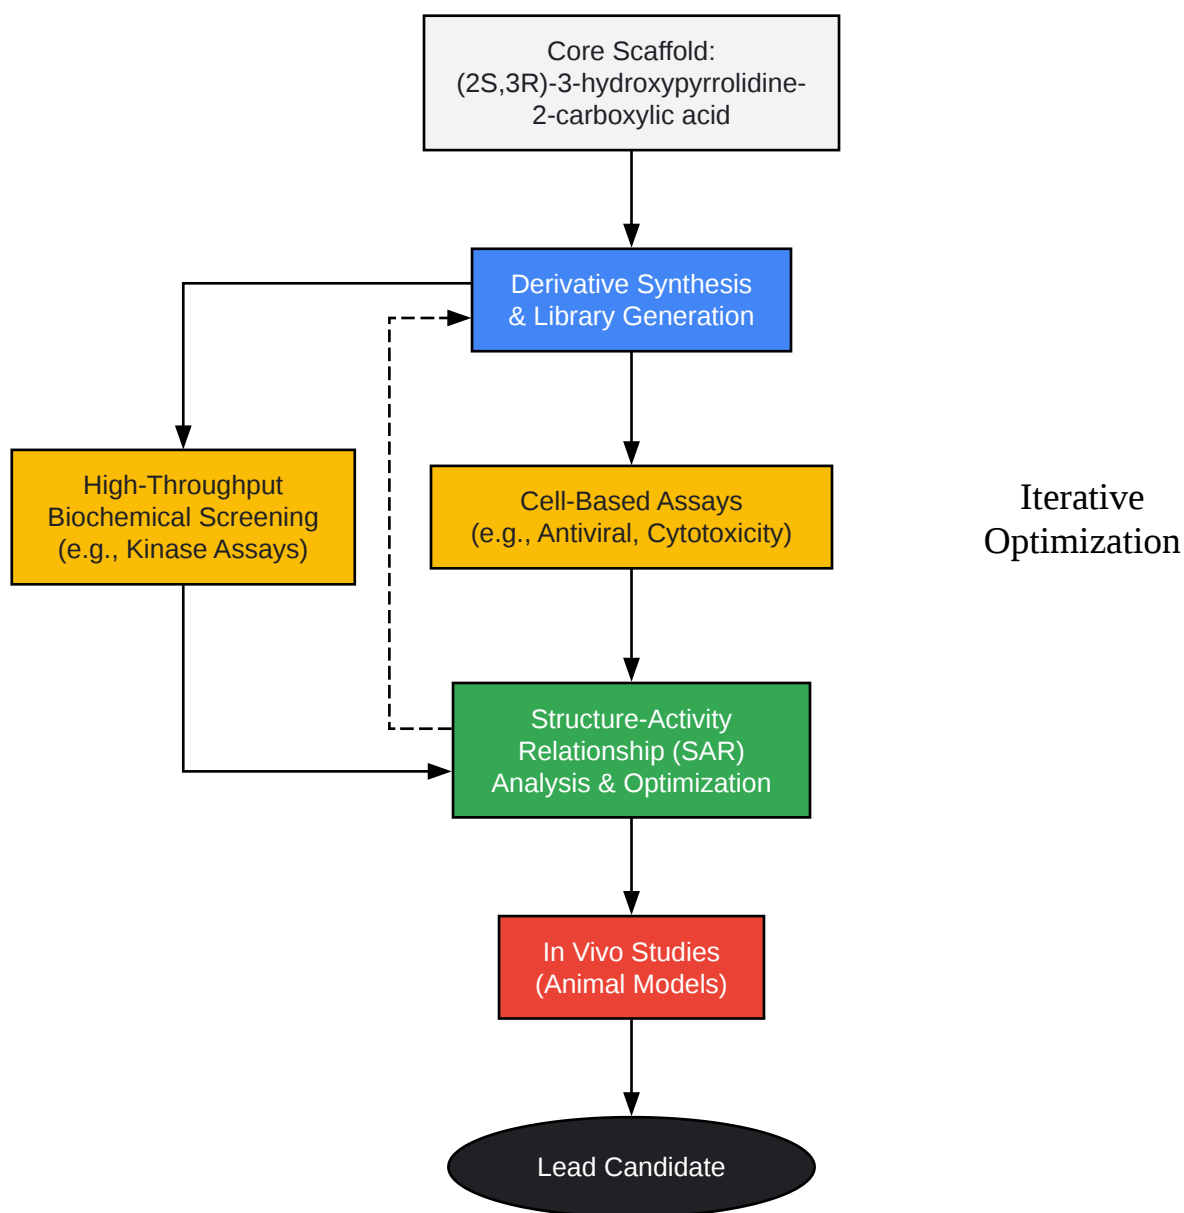 Core Scaffold:
(2S,3R)-3-hydroxypyrrolidine-
2-carboxylic acid
Derivative Synthesis
& Library Generation
High-Throughput
Biochemical Screening
(e.g., Kinase Assays)
Cell-Based Assays
(e.g., Antiviral, Cytotoxicity)
Iterative
Optimization
Structure-Activity
Relationship (SAR)
Analysis & Optimization
In Vivo Studies
(Animal Models)
Lead Candidate